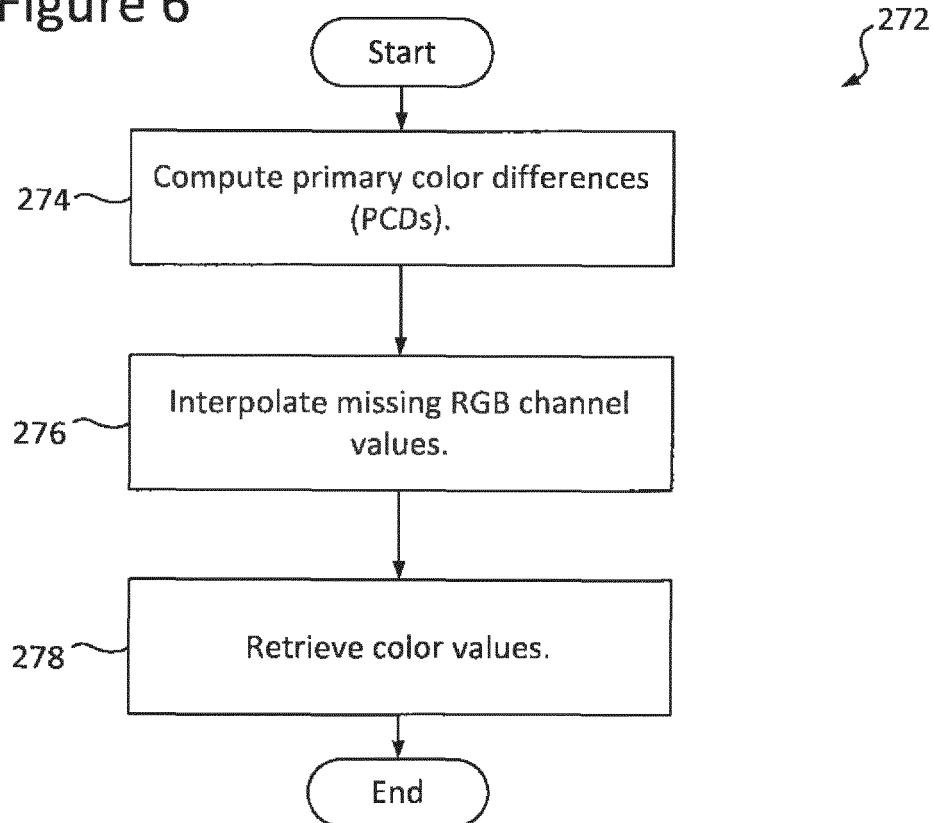 Figure 6
272
Start
274
Compute primary color differences
(PCDs).
276
Interpolate missing RGB channel
values.
278
Retrieve color values.
End